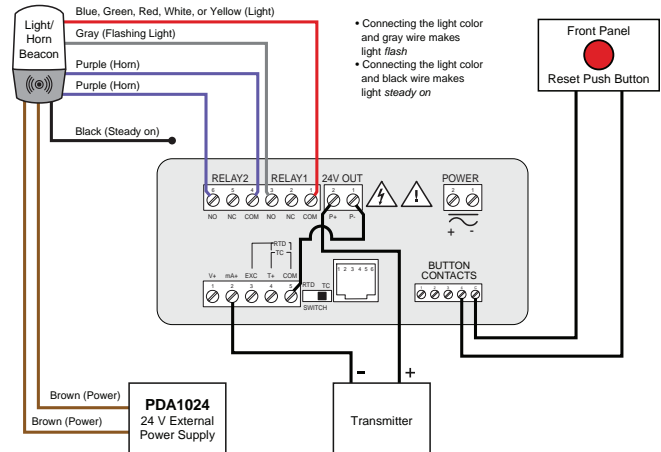 Blue, Green, Red, White, or Yellow (Light)
Light/
Horn
Beacon
Gray (Flashing Light)
Purple (Horn)
Purple (Horn)
Black (Steady on)
• Connecting the light color
and gray wire makes
light flash
• Connecting the light color
and black wire makes
light steady on
Front Panel
Reset Push Button
RELAY2 RELAY1 24V OUT POWER
6 5 4 3 2 1 2 1 2 1
NO NC COM NO NC COM P+ P-
+ -
RTD
TC
V+ mA+ EXC T+ COM
1 2 3 4 5
RTD TC
SWITCH
1 2 3 4 5 6
BUTTON
CONTACTS
- +
Brown (Power)
Brown (Power)
PDA1024
24 V External
Power Supply
Transmitter